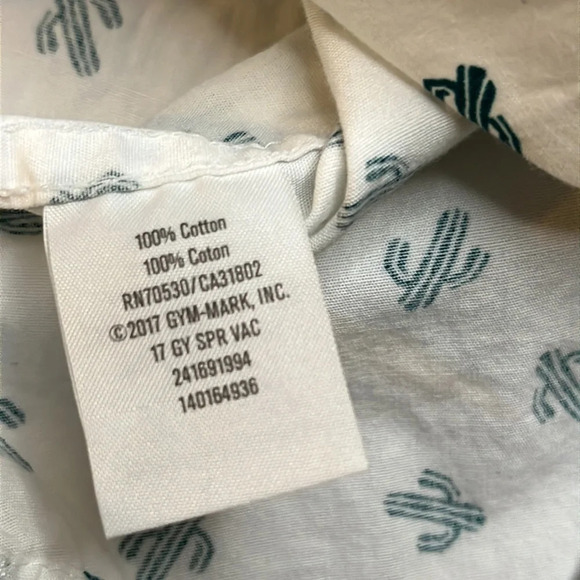 100% Cotton
100% Coton
RN70530/CA31802
©2017 GYM-MARK, INC.
17 GY SPR VAC
241691994
140164936